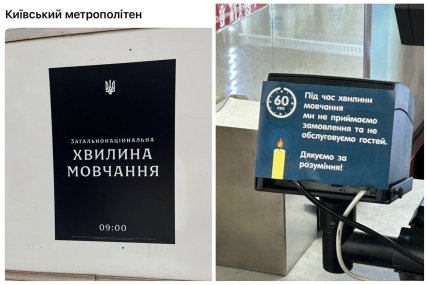 Київський метрополітен
Загальнонаціональна
ХВИЛИНА
МОВЧАННЯ
09:00
60
сек
Під час хвилини
мовчання
ми не приймаємо
замовлення та не
обслуговуємо гостей.
Дякуємо за
розуміння!